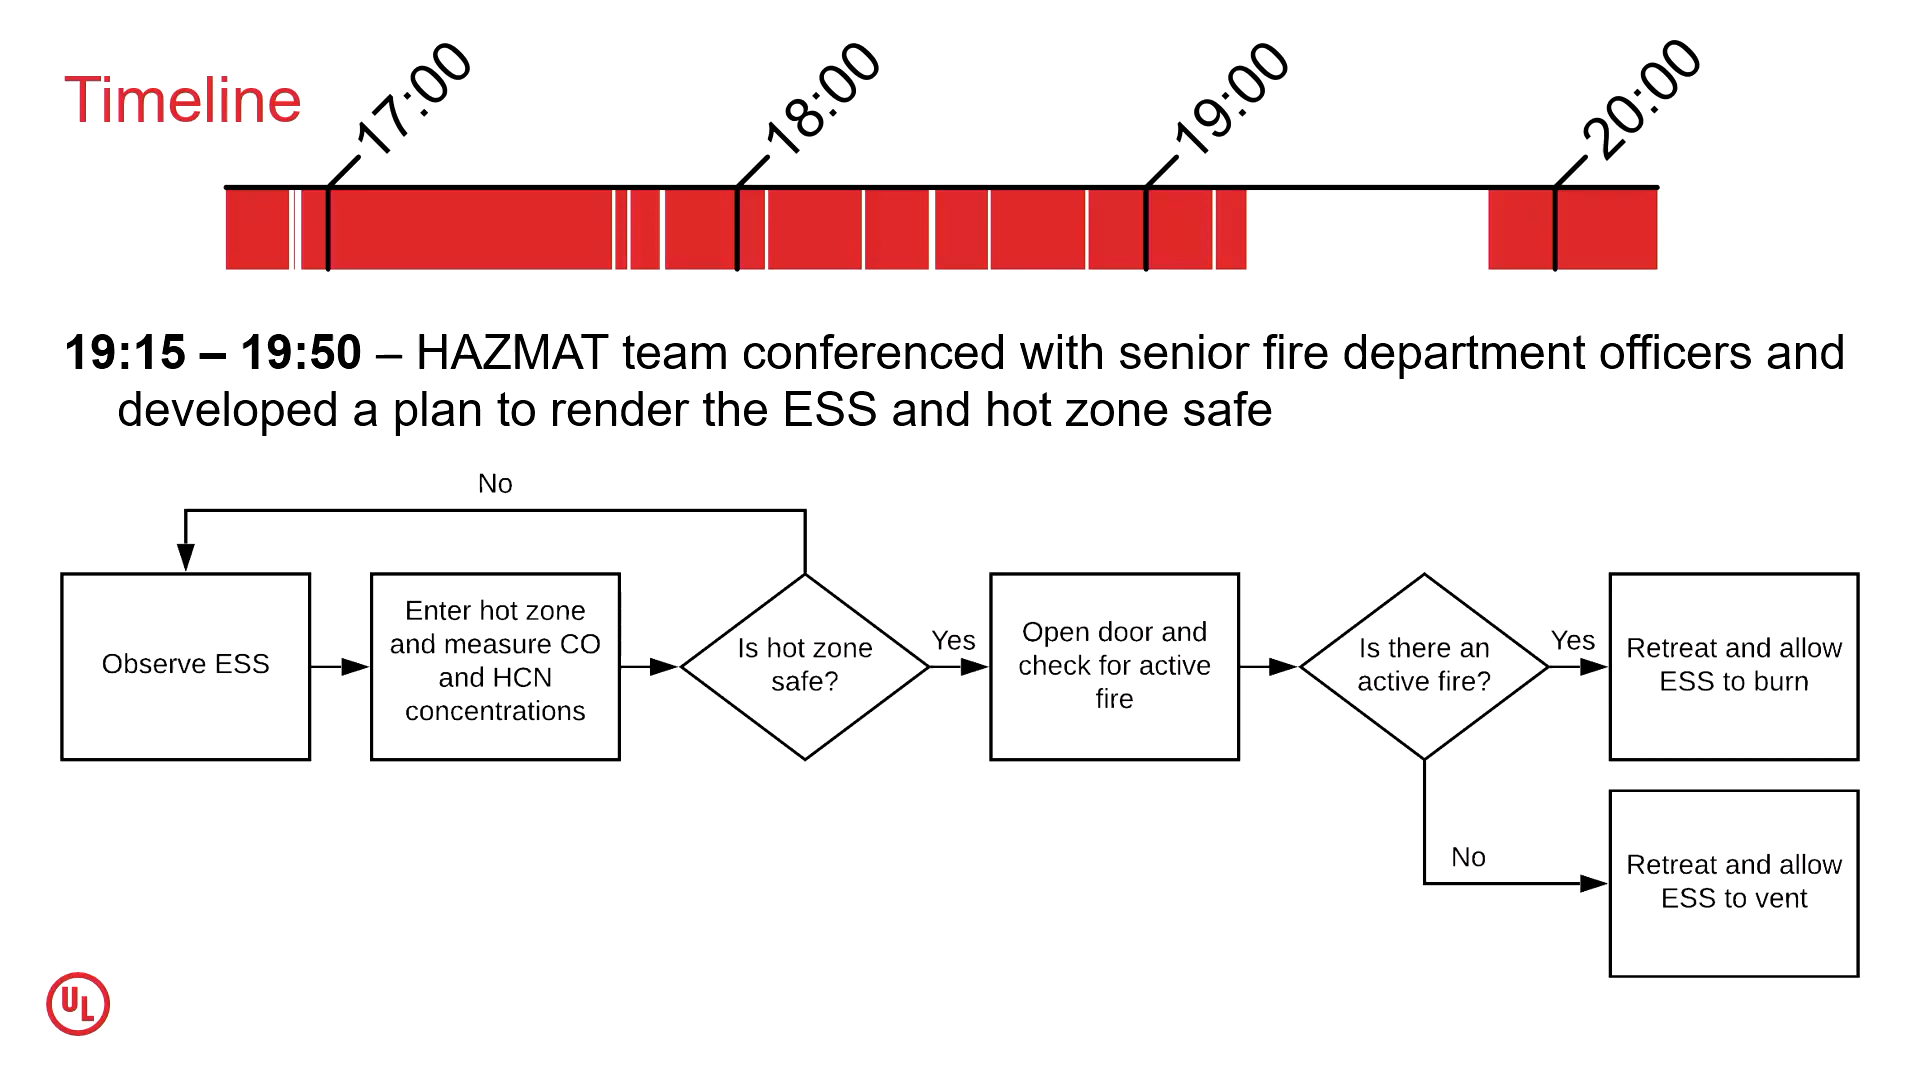 Timeline
17:00
18:00
19:00
20:00
19:15 – 19:50 – HAZMAT team conferenced with senior fire department officers and
developed a plan to render the ESS and hot zone safe
No
Observe ESS
Enter hot zone
and measure CO
and HCN
concentrations
Is hot zone
safe?
Yes
Open door and
check for active
fire
Is there an
active fire?
Yes
Retreat and allow
ESS to burn
No
Retreat and allow
ESS to vent
UL